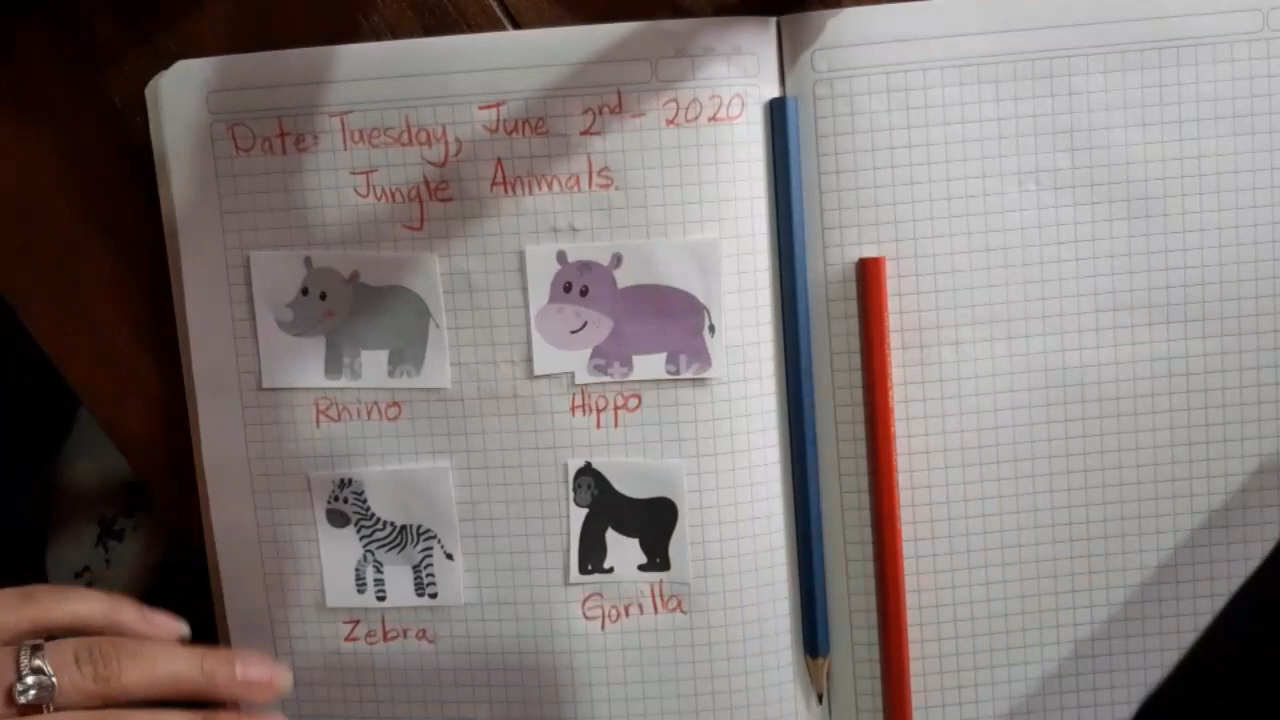 Date: Tuesday, June 2nd - 2020
Jungle Animals.
Rhino
Hippo
Zebra
Gorilla